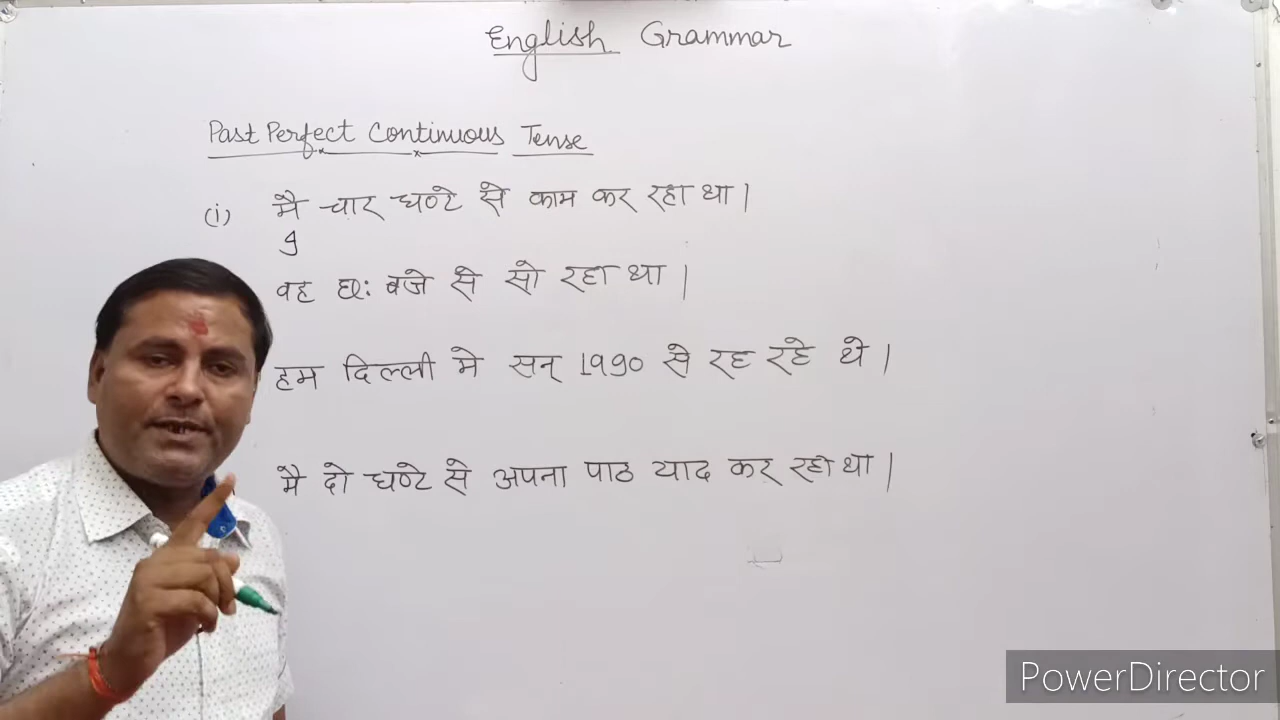 English Grammar
Past Perfect Continuous Tense
(i) मै चार घण्टे से काम कर रहा था |
I
वह छ: बजे से सो रहा था |
हम दिल्ली मे सन् 1990 से रह रहे थे |
मै दो घण्टे से अपना पाठ याद कर रहा था |
PowerDirector